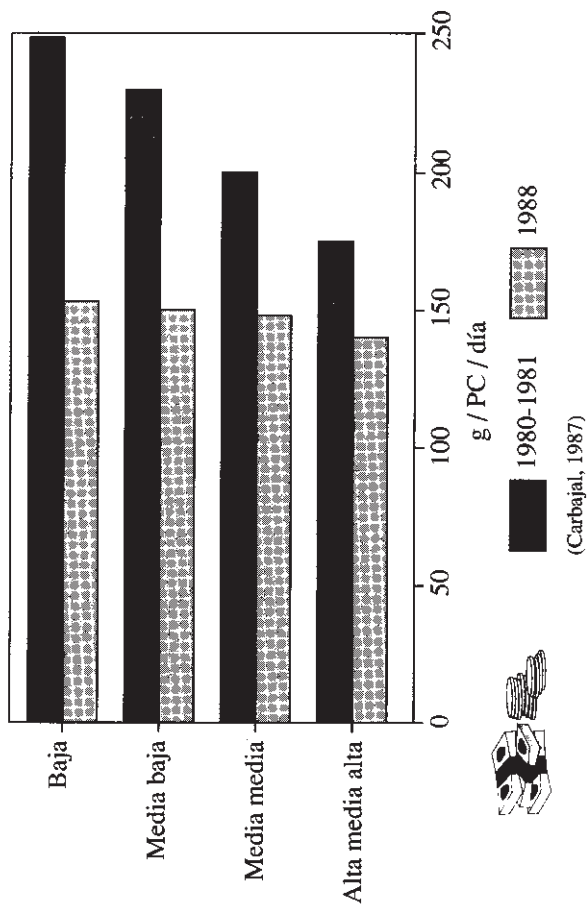 Baja
Media baja
Media media
Alta media alta
0 50 100 150 200 250
g / PC / día
1980-1981 1988
(Carbajal, 1987)